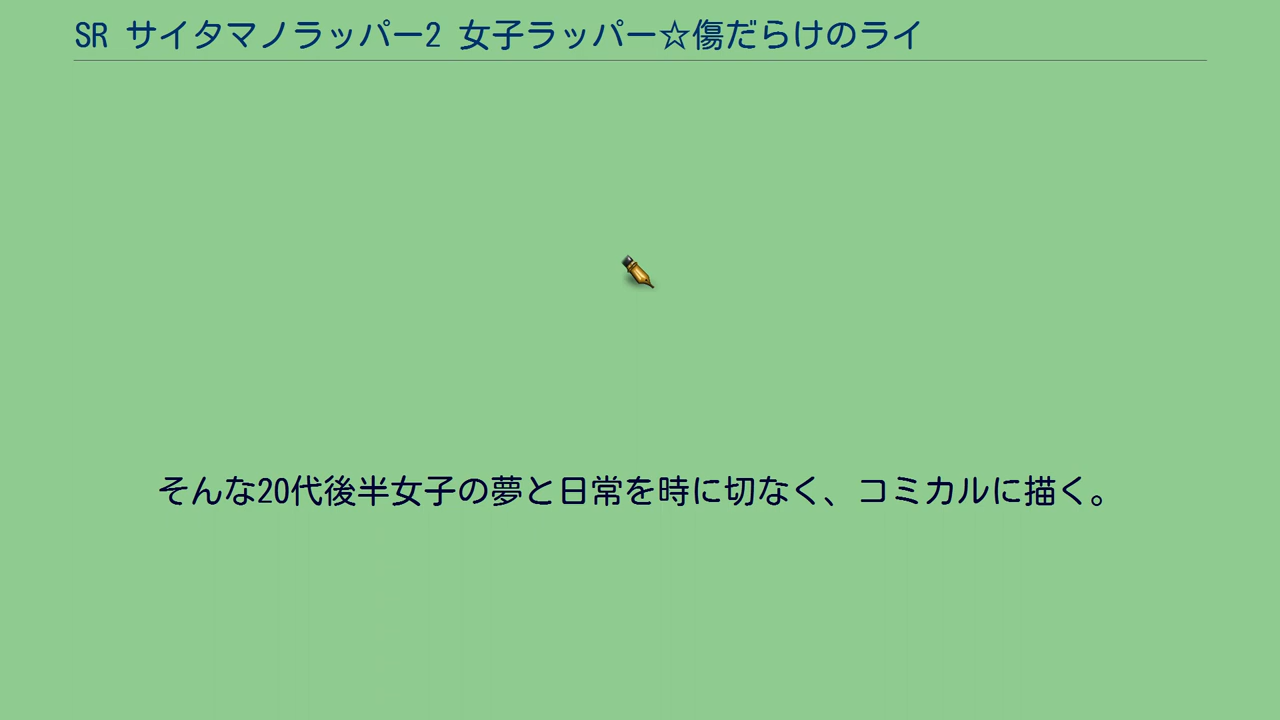 SR サイタマノラッパー2 女子ラッパー☆傷だらけのライ
そんな20代後半女子の夢と日常を時に切なく、コミカルに描く。